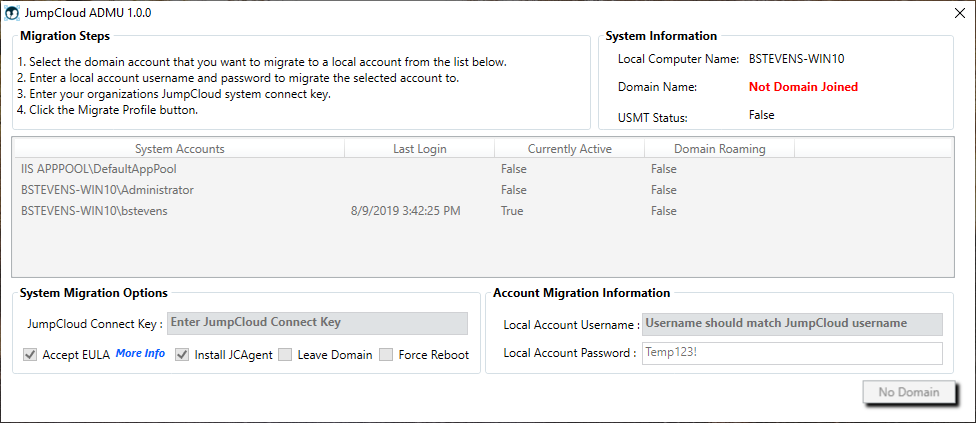 JumpCloud ADMU 1.0.0
Migration Steps
1. Select the domain account that you want to migrate to a local account from the list below.
2. Enter a local account username and password to migrate the selected account to.
3. Enter your organizations JumpCloud system connect key.
4. Click the Migrate Profile button.
System Information
Local Computer Name: BSTEVENS-WIN10
Domain Name: Not Domain Joined
USMT Status: False
System Accounts Last Login Currently Active Domain Roaming
IIS APPPOOL\DefaultAppPool False False
BSTEVENS-WIN10\Administrator False False
BSTEVENS-WIN10\bstevens 8/9/2019 3:42:25 PM True False
System Migration Options
JumpCloud Connect Key : Enter JumpCloud Connect Key
Accept EULA More Info Install JCAgent Leave Domain Force Reboot
Account Migration Information
Local Account Username : Username should match JumpCloud username
Local Account Password : Temp123!
No Domain